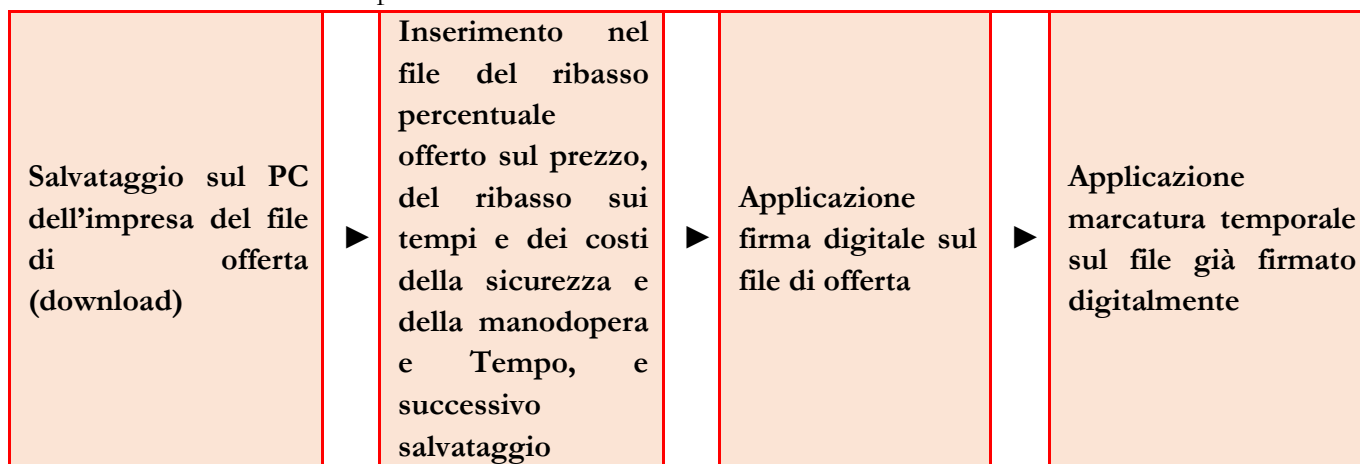 Salvataggio sul PC
dell'impresa del file
di offerta
(download)
►
Inserimento nel
file del ribasso
percentuale
offerto sul prezzo,
del ribasso sui
tempi e dei costi
della sicurezza e
della manodopera
e Tempo, e
successivo
salvataggio
►
Applicazione
firma digitale sul
file di offerta
►
Applicazione
marcatura temporale
sul file già firmato
digitalmente